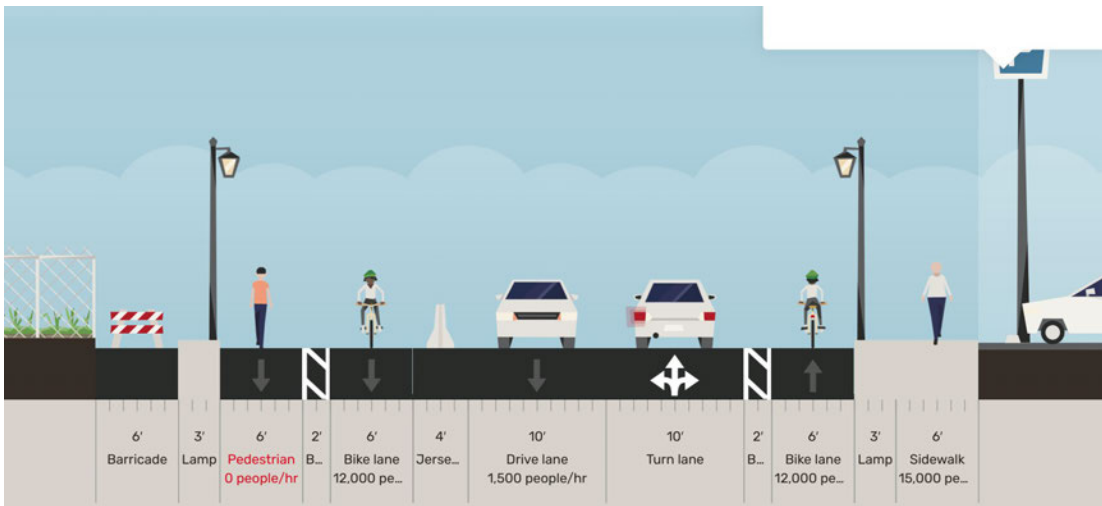 6' 3' 6' 2' 6' 4' 10' 10' 2' 6' 3' 6'
Barricade Lamp Pedestrian B... Bike lane Jerse... Drive lane Turn lane B... Bike lane Lamp Sidewalk
0 people/hr 12,000 pe... 1,500 people/hr 12,000 pe... 15,000 pe...